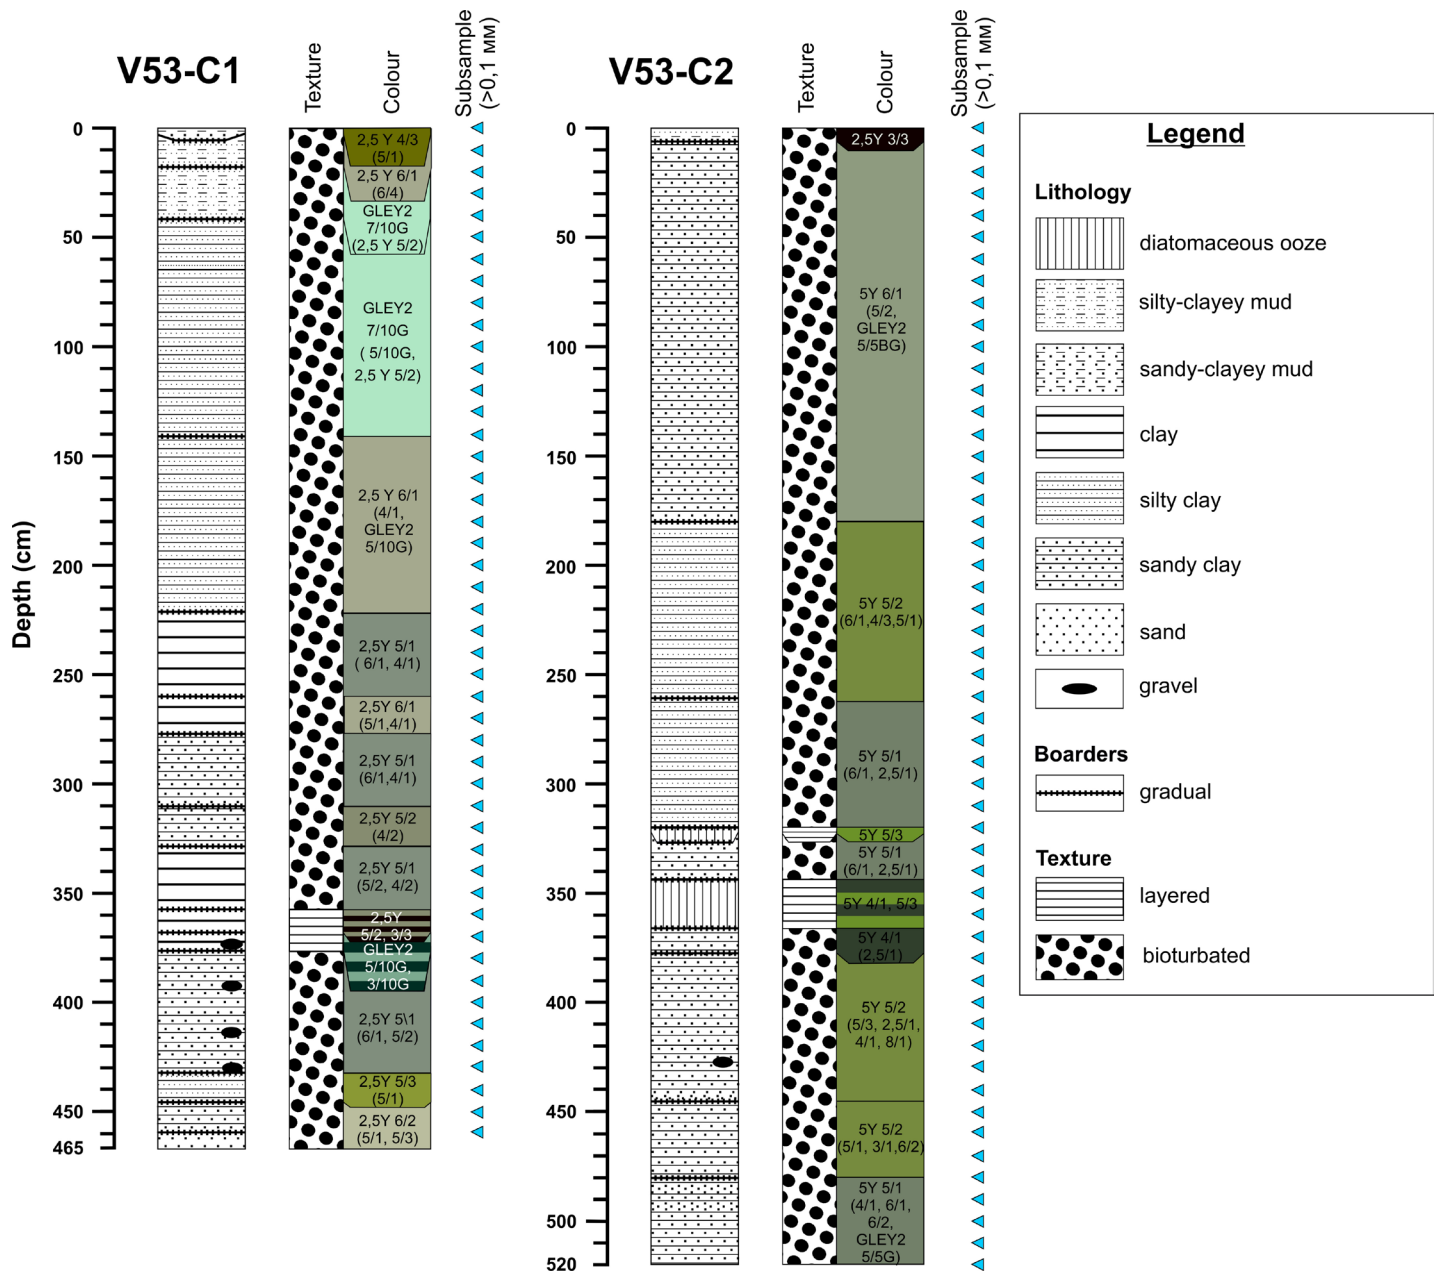 V53-C1
Texture
Colour
Subsample
(>0,1 мм)
V53-C2
Texture
Colour
Subsample
(>0,1 мм)
Depth (cm)
0
50
100
150
200
250
300
350
400
450
465
2,5 Y 4/3
(5/1)
2,5 Y 6/1
(6/4)
GLEY2
7/10G
(2,5 Y 5/2)
GLEY2
7/10G
( 5/10G,
2,5 Y 5/2)
2,5 Y 6/1
(4/1,
GLEY2
5/10G)
2,5Y 5/1
( 6/1, 4/1)
2,5Y 6/1
(5/1,4/1)
2,5Y 5/1
(6/1,4/1)
2,5Y 5/2
(4/2)
2,5Y 5/1
(5/2, 4/2)
2,5Y
5/2, 3/3
GLEY2
5/10G,
3/10G
2,5Y 5\1
(6/1, 5/2)
2,5Y 5/3
(5/1)
2,5Y 6/2
(5/1, 5/3)
0
50
100
150
200
250
300
350
400
450
500
520
2,5Y 3/3
5Y 6/1
(5/2,
GLEY2
5/5BG)
5Y 5/2
(6/1,4/3,5/1)
5Y 5/1
(6/1, 2,5/1)
5Y 5/3
5Y 5/1
(6/1, 2,5/1)
5Y 4/1, 5/3
5Y 4/1
(2,5/1)
5Y 5/2
(5/3, 2,5/1,
4/1, 8/1)
5Y 5/2
(5/1, 3/1,6/2)
5Y 5/1
(4/1, 6/1,
6/2,
GLEY2
5/5G)
Legend
Lithology
diatomaceous ooze
silty-clayey mud
sandy-clayey mud
clay
silty clay
sandy clay
sand
gravel
Boarders
gradual
Texture
layered
bioturbated